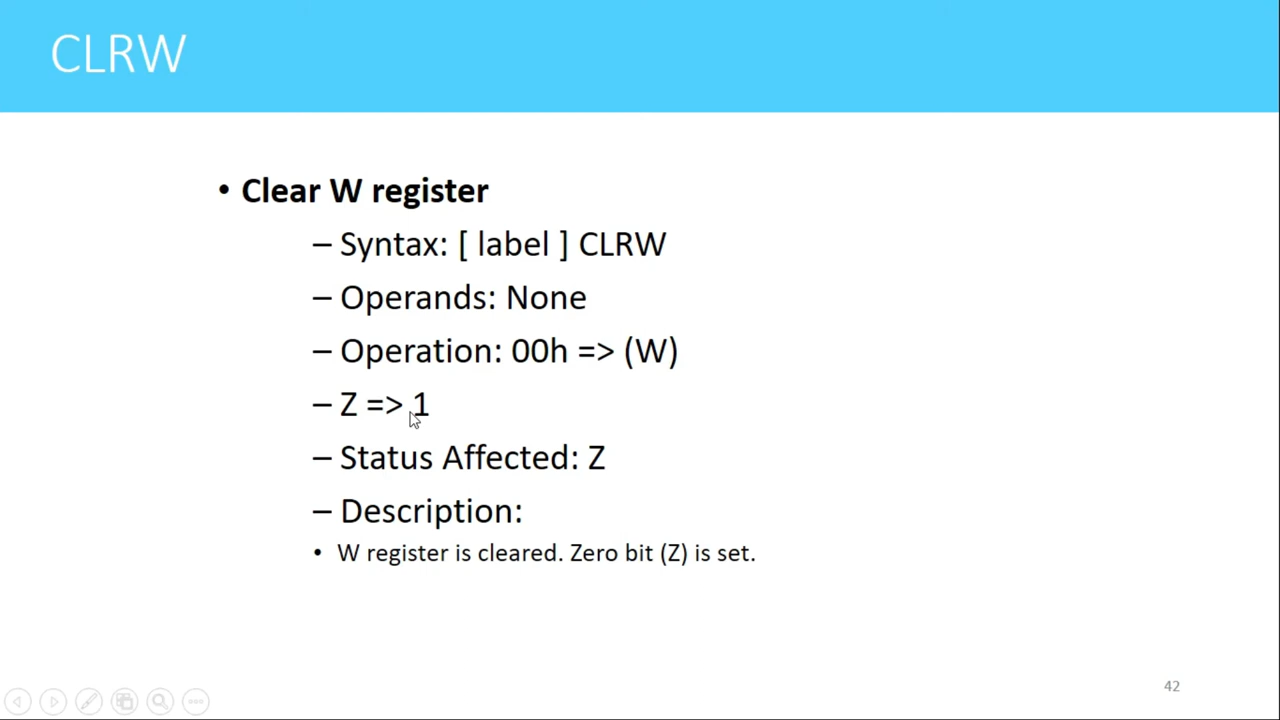 CLRW
• Clear W register
– Syntax: [ label ] CLRW
– Operands: None
– Operation: 00h => (W)
– Z => 1
– Status Affected: Z
– Description:
• W register is cleared. Zero bit (Z) is set.
42